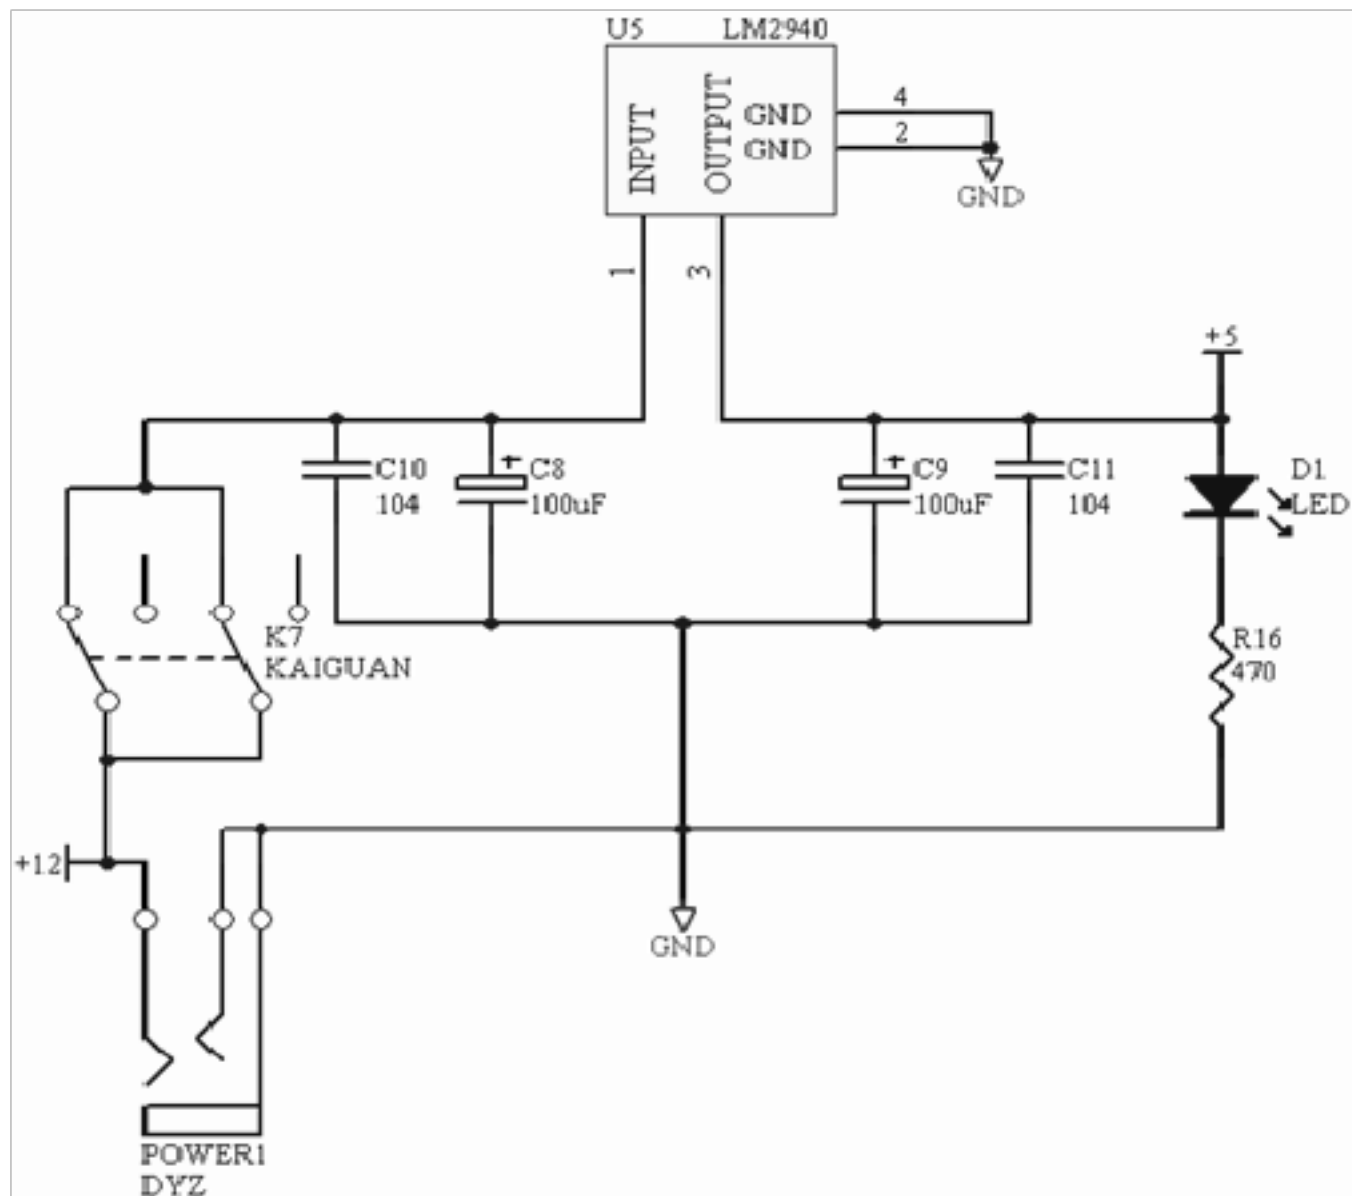 U5 LM2940
INPUT
OUTPUT
GND
GND
4
2
GND
1
3
+5
C10
104
C8
100uF
C9
100uF
C11
104
D1
LED
+
+
K7
KAIGUAN
R16
470
+12
GND
POWER1
DYZ